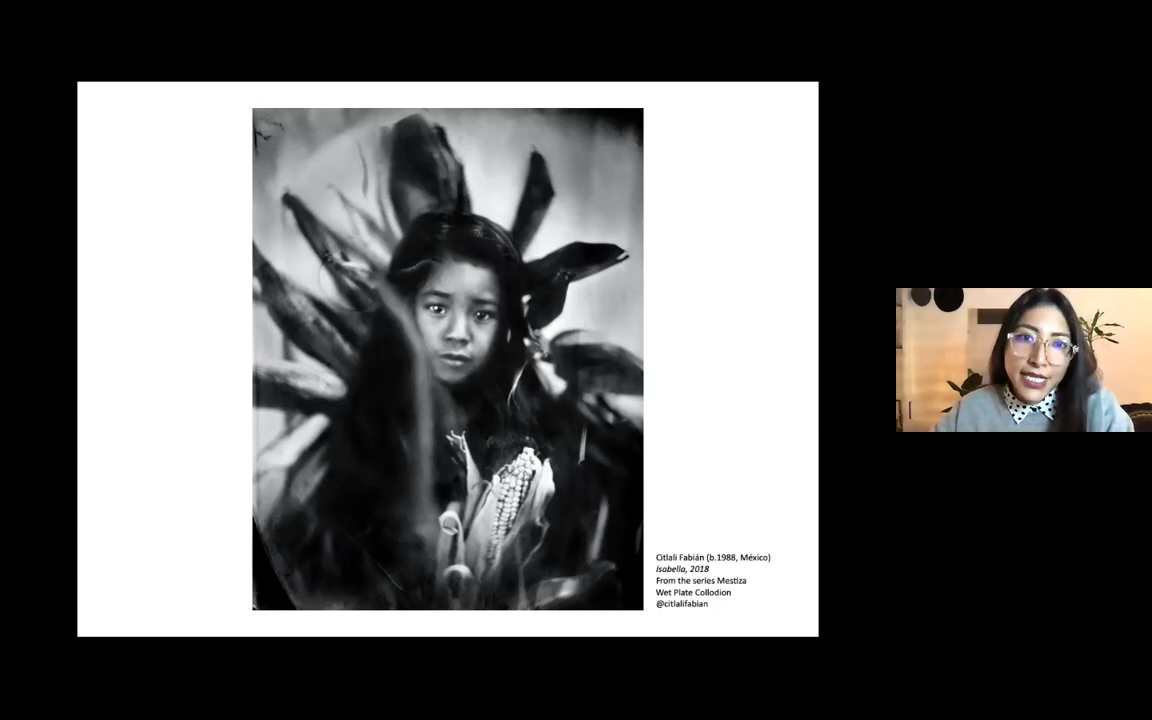 Citlali Fabián (b.1988, México)
Isabella, 2018
From the series Mestiza
Wet Plate Collodion
@citlalifabian